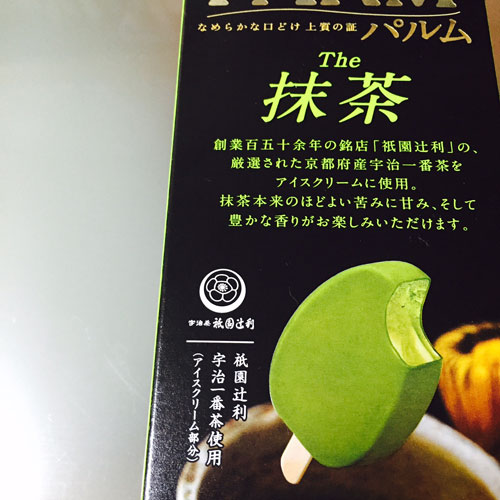 PARM
なめらかな口どけ 上質の証
パルム
The
抹茶
創業百五十余年の銘店「祇園辻利」の、
厳選された京都府産宇治一番茶を
アイスクリームに使用。
抹茶本来のほどよい苦みに甘み、そして
豊かな香りがお楽しみいただけます。
宇治茶 祇園辻利
祇園辻利
宇治一番茶使用
(アイスクリーム部分)